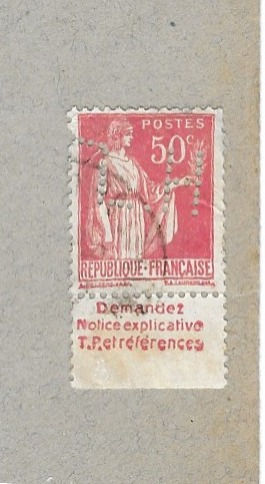 POSTES
50c
RÉPUBLIQUE-FRANÇAISE
Demandez
Notice explicative
T.P. et références